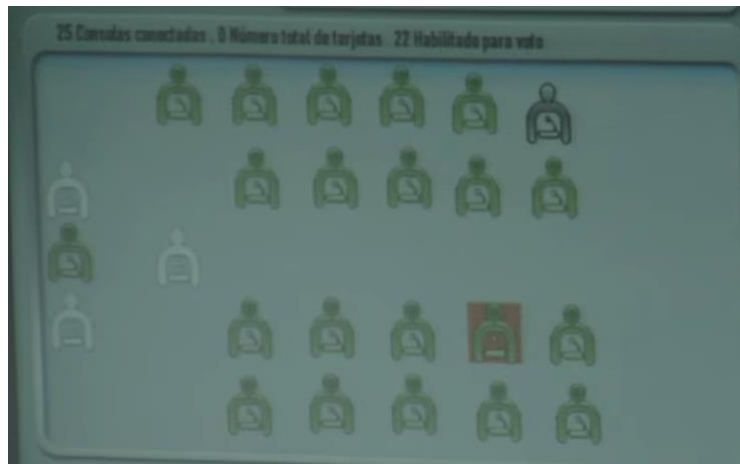 25 Consolas conectadas . 0 Número total de tarjetas . 22 Habilitado para voto